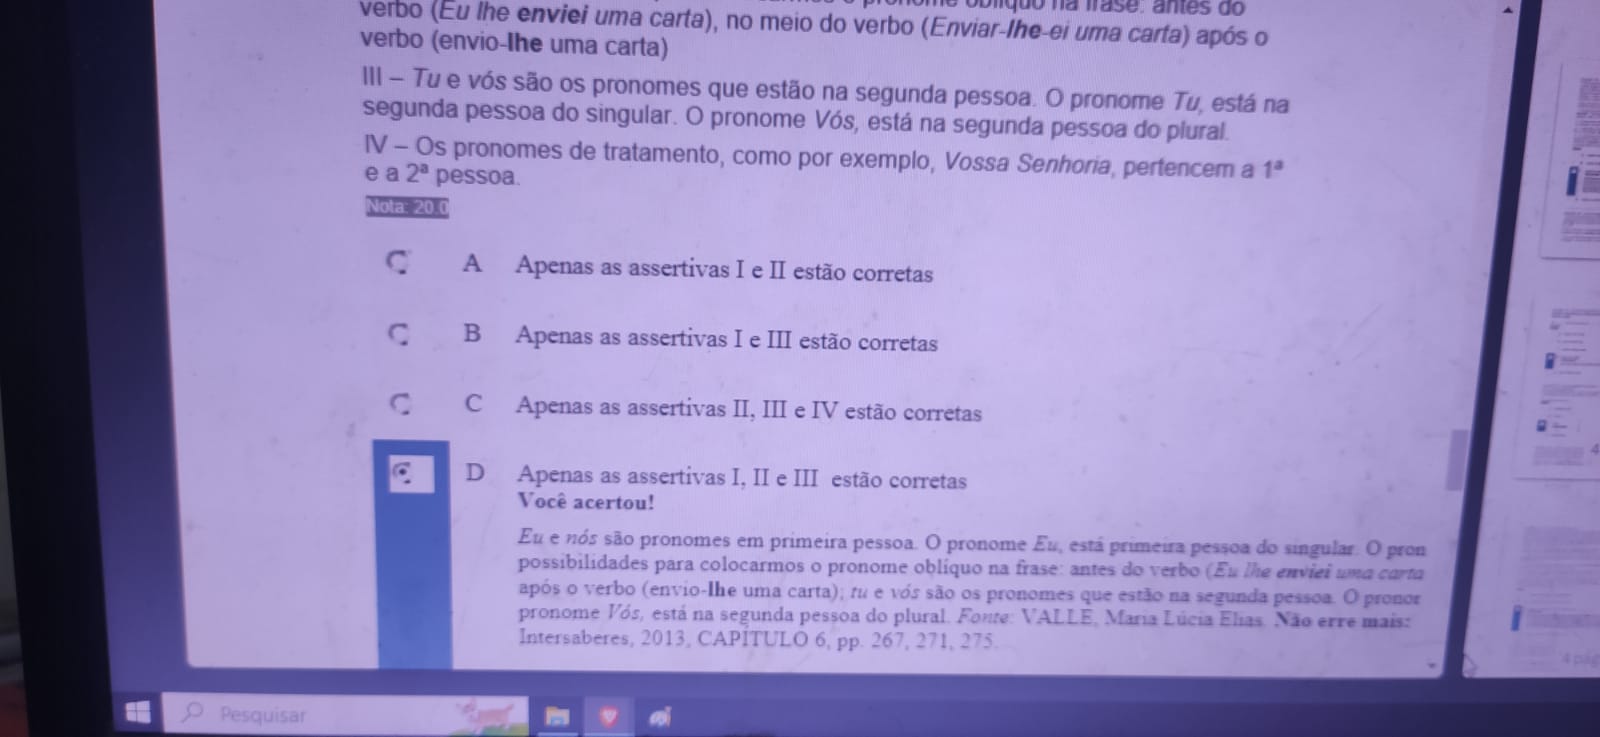 pronome oblíquo na frase: antes do
verbo (Eu lhe enviei uma carta), no meio do verbo (Enviar-lhe-ei uma carta) após o
verbo (envio-lhe uma carta)
III – Tu e vós são os pronomes que estão na segunda pessoa. O pronome Tu, está na
segunda pessoa do singular. O pronome Vós, está na segunda pessoa do plural.
IV – Os pronomes de tratamento, como por exemplo, Vossa Senhoria, pertencem a 1ª
e a 2ª pessoa.
Nota: 20.0
A Apenas as assertivas I e II estão corretas
B Apenas as assertivas I e III estão corretas
C Apenas as assertivas II, III e IV estão corretas
D Apenas as assertivas I, II e III estão corretas
Você acertou!
Eu e nós são pronomes em primeira pessoa. O pronome Eu, está primeira pessoa do singular. O pron
possibilidades para colocarmos o pronome oblíquo na frase: antes do verbo (Eu lhe enviei uma carta
após o verbo (envio-lhe uma carta); tu e vós são os pronomes que estão na segunda pessoa. O pronor
pronome Vós, está na segunda pessoa do plural. Fonte: VALLE, Maria Lúcia Elias. Não erre mais:
Intersaberes, 2013, CAPÍTULO 6, pp. 267, 271, 275.
Pesquisar